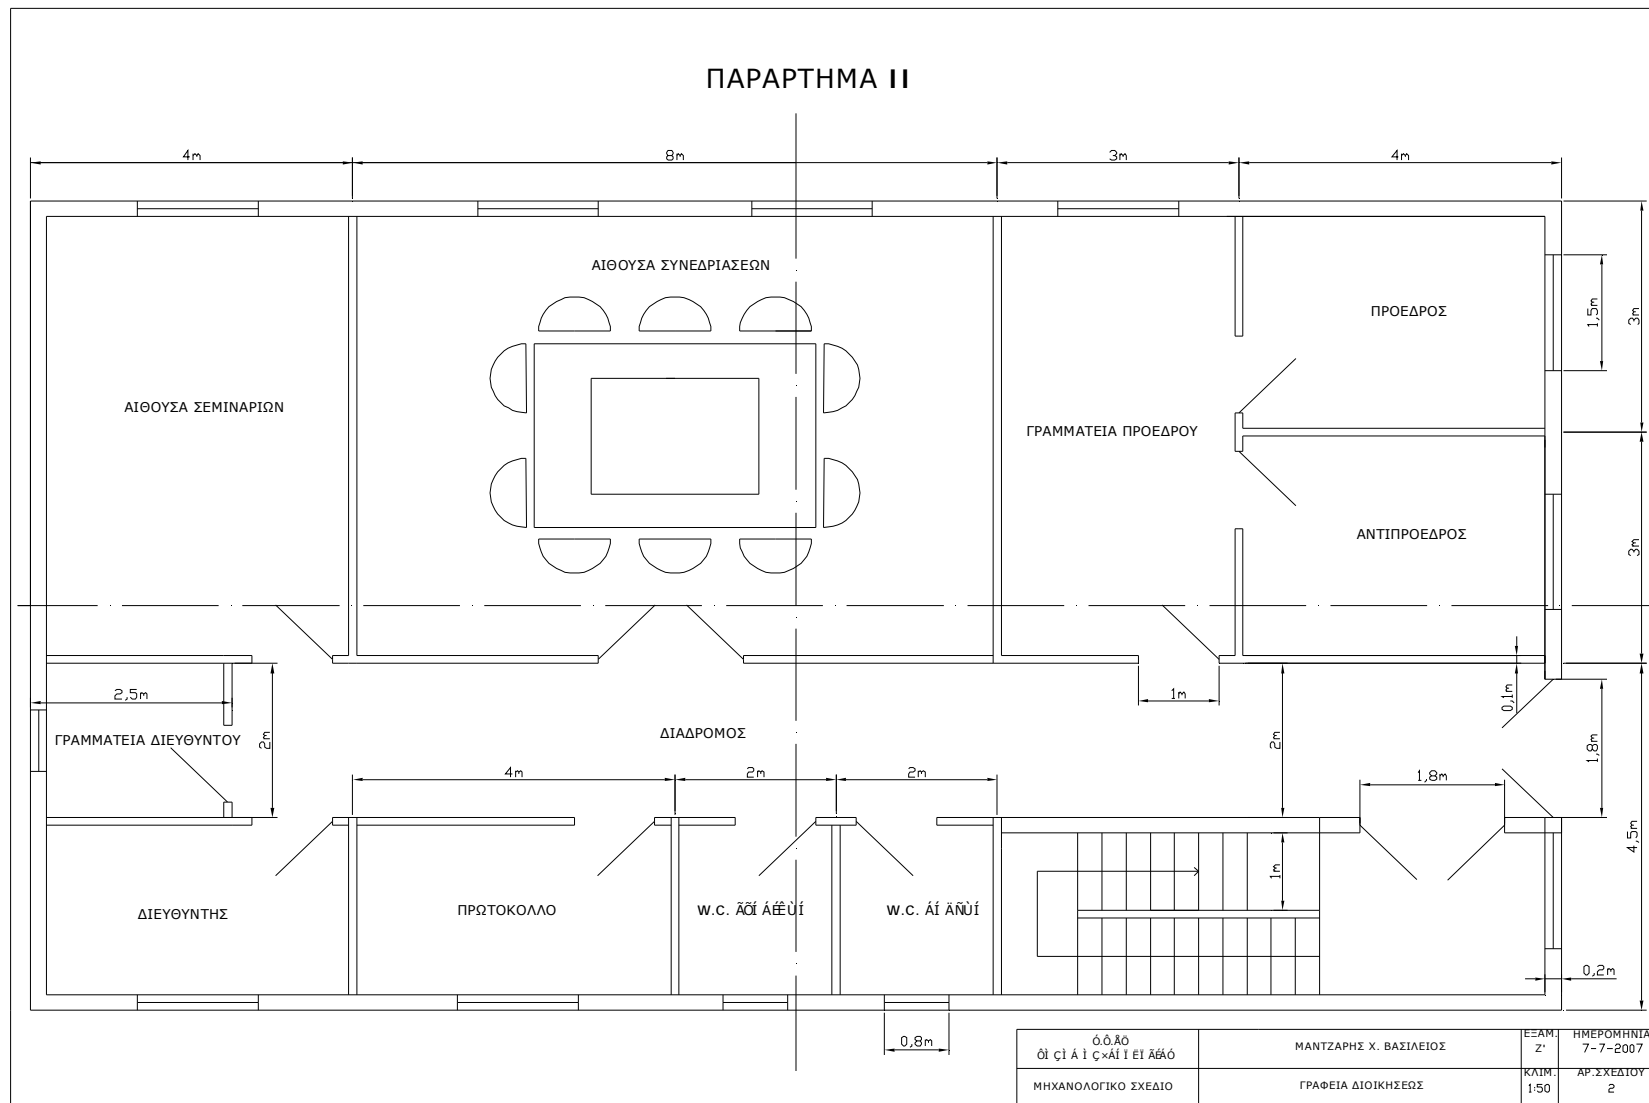 ΠΑΡΑΡΤΗΜΑ II
4m 8m 3m 4m
ΑΙΘΟΥΣΑ ΣΥΝΕΔΡΙΑΣΕΩΝ
ΠΡΟΕΔΡΟΣ
1,5m
3m
ΑΙΘΟΥΣΑ ΣΕΜΙΝΑΡΙΩΝ
ΓΡΑΜΜΑΤΕΙΑ ΠΡΟΕΔΡΟΥ
ΑΝΤΙΠΡΟΕΔΡΟΣ
3m
2,5m
1m
0,1m
ΓΡΑΜΜΑΤΕΙΑ ΔΙΕΥΘΥΝΤΟΥ
2m
ΔΙΑΔΡΟΜΟΣ
2m
1,8m
4m 2m 2m
1,8m
4,5m
1m
ΔΙΕΥΘΥΝΤΗΣ
ΠΡΩΤΟΚΟΛΛΟ
W.C.
W.C. ÁÍ ÄÑÙÍ
0,2m
0,8m
ΜΑΝΤΖΑΡΗΣ Χ. ΒΑΣΙΛΕΙΟΣ
ΕΞΑΜ.
Ζ'
ΗΜΕΡΟΜΗΝΙΑ
7-7-2007
ΜΗΧΑΝΟΛΟΓΙΚΟ ΣΧΕΔΙΟ
ΓΡΑΦΕΙΑ ΔΙΟΙΚΗΣΕΩΣ
ΚΛΙΜ.
1:50
ΑΡ.ΣΧΕΔΙΟΥ
2